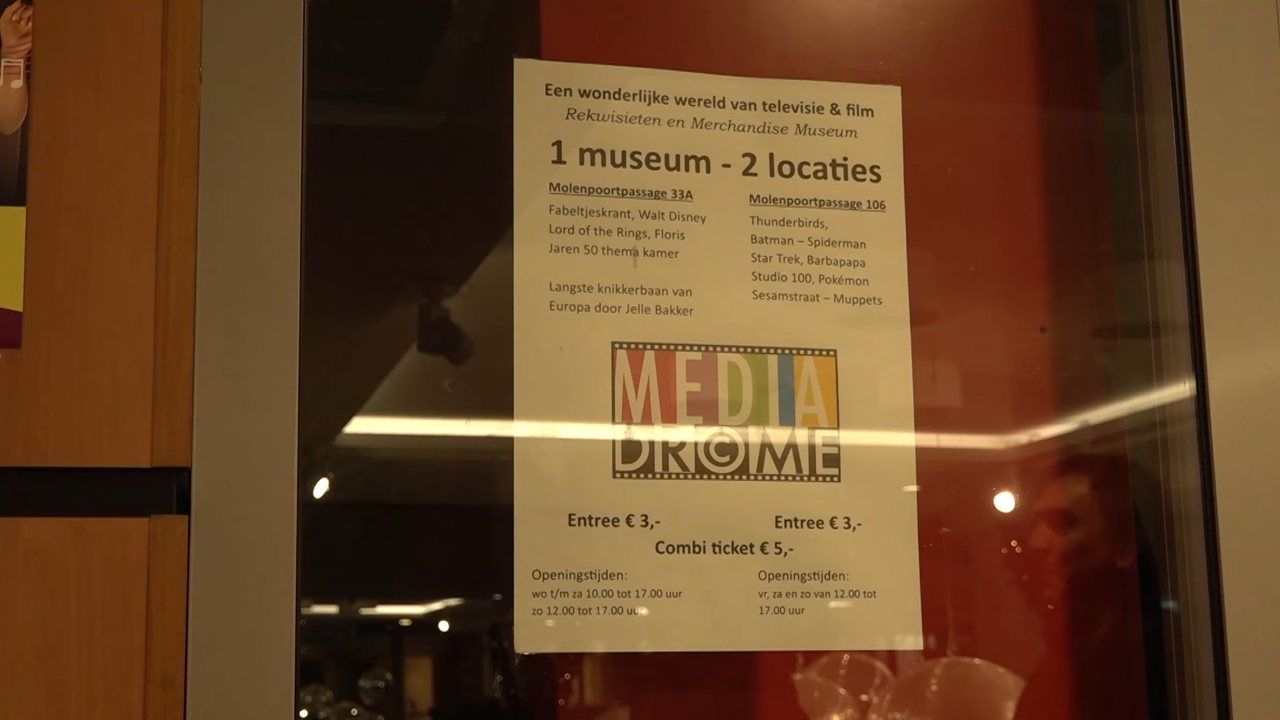 Een wonderlijke wereld van televisie & film
Rekwisieten en Merchandise Museum
1 museum - 2 locaties
Molenpoortpassage 33A
Fabeltjeskrant, Walt Disney
Lord of the Rings, Floris
Jaren 50 thema kamer
Langste knikkerbaan van
Europa door Jelle Bakker
Molenpoortpassage 106
Thunderbirds,
Batman – Spiderman
Star Trek, Barbapapa
Studio 100, Pokémon
Sesamstraat – Muppets
MEDIA
DROME
Entree € 3,-
Entree € 3,-
Combi ticket € 5,-
Openingstijden:
wo t/m za 10.00 tot 17.00 uur
zo 12.00 tot 17.00 uur
Openingstijden:
vr, za en zo van 12.00 tot
17.00 uur